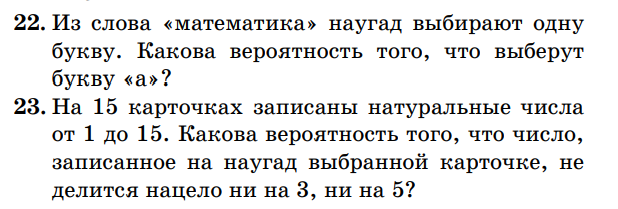 22. Из слова «математика» наугад выбирают одну
букву. Какова вероятность того, что выберут
букву «а»?
23. На 15 карточках записаны натуральные числа
от 1 до 15. Какова вероятность того, что число,
записанное на наугад выбранной карточке, не
делится нацело ни на 3, ни на 5?